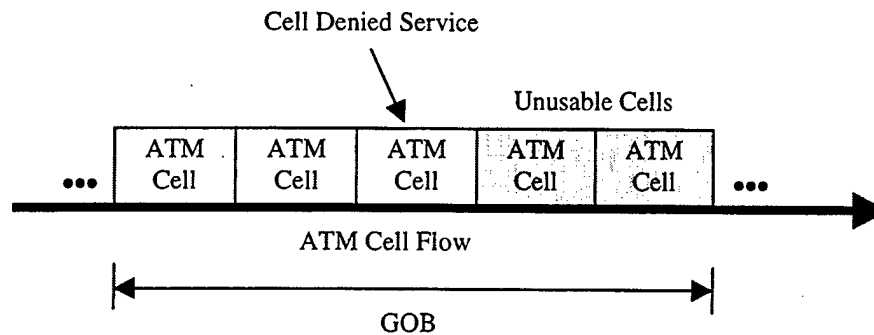 Cell Denied Service
Unusable Cells
ATM ATM ATM ATM ATM
Cell Cell Cell Cell Cell
••• •••
ATM Cell Flow
GOB